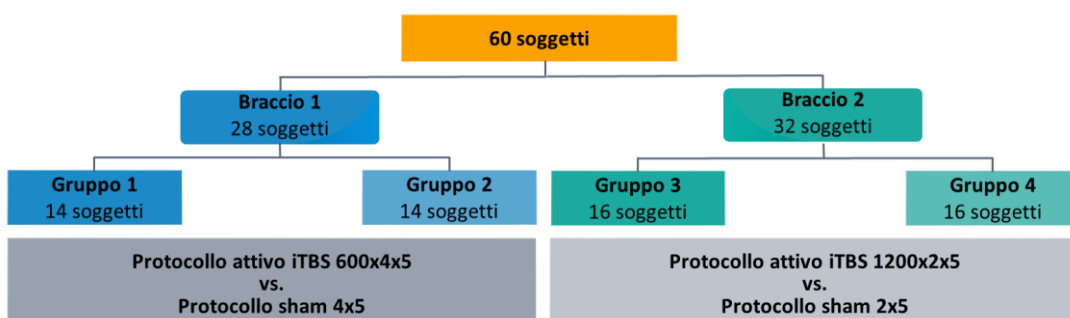 60 soggetti
Braccio 1
28 soggetti
Braccio 2
32 soggetti
Gruppo 1
14 soggetti
Gruppo 2
14 soggetti
Gruppo 3
16 soggetti
Gruppo 4
16 soggetti
Protocollo attivo iTBS 600x4x5
vs.
Protocollo sham 4x5
Protocollo attivo iTBS 1200x2x5
vs.
Protocollo sham 2x5